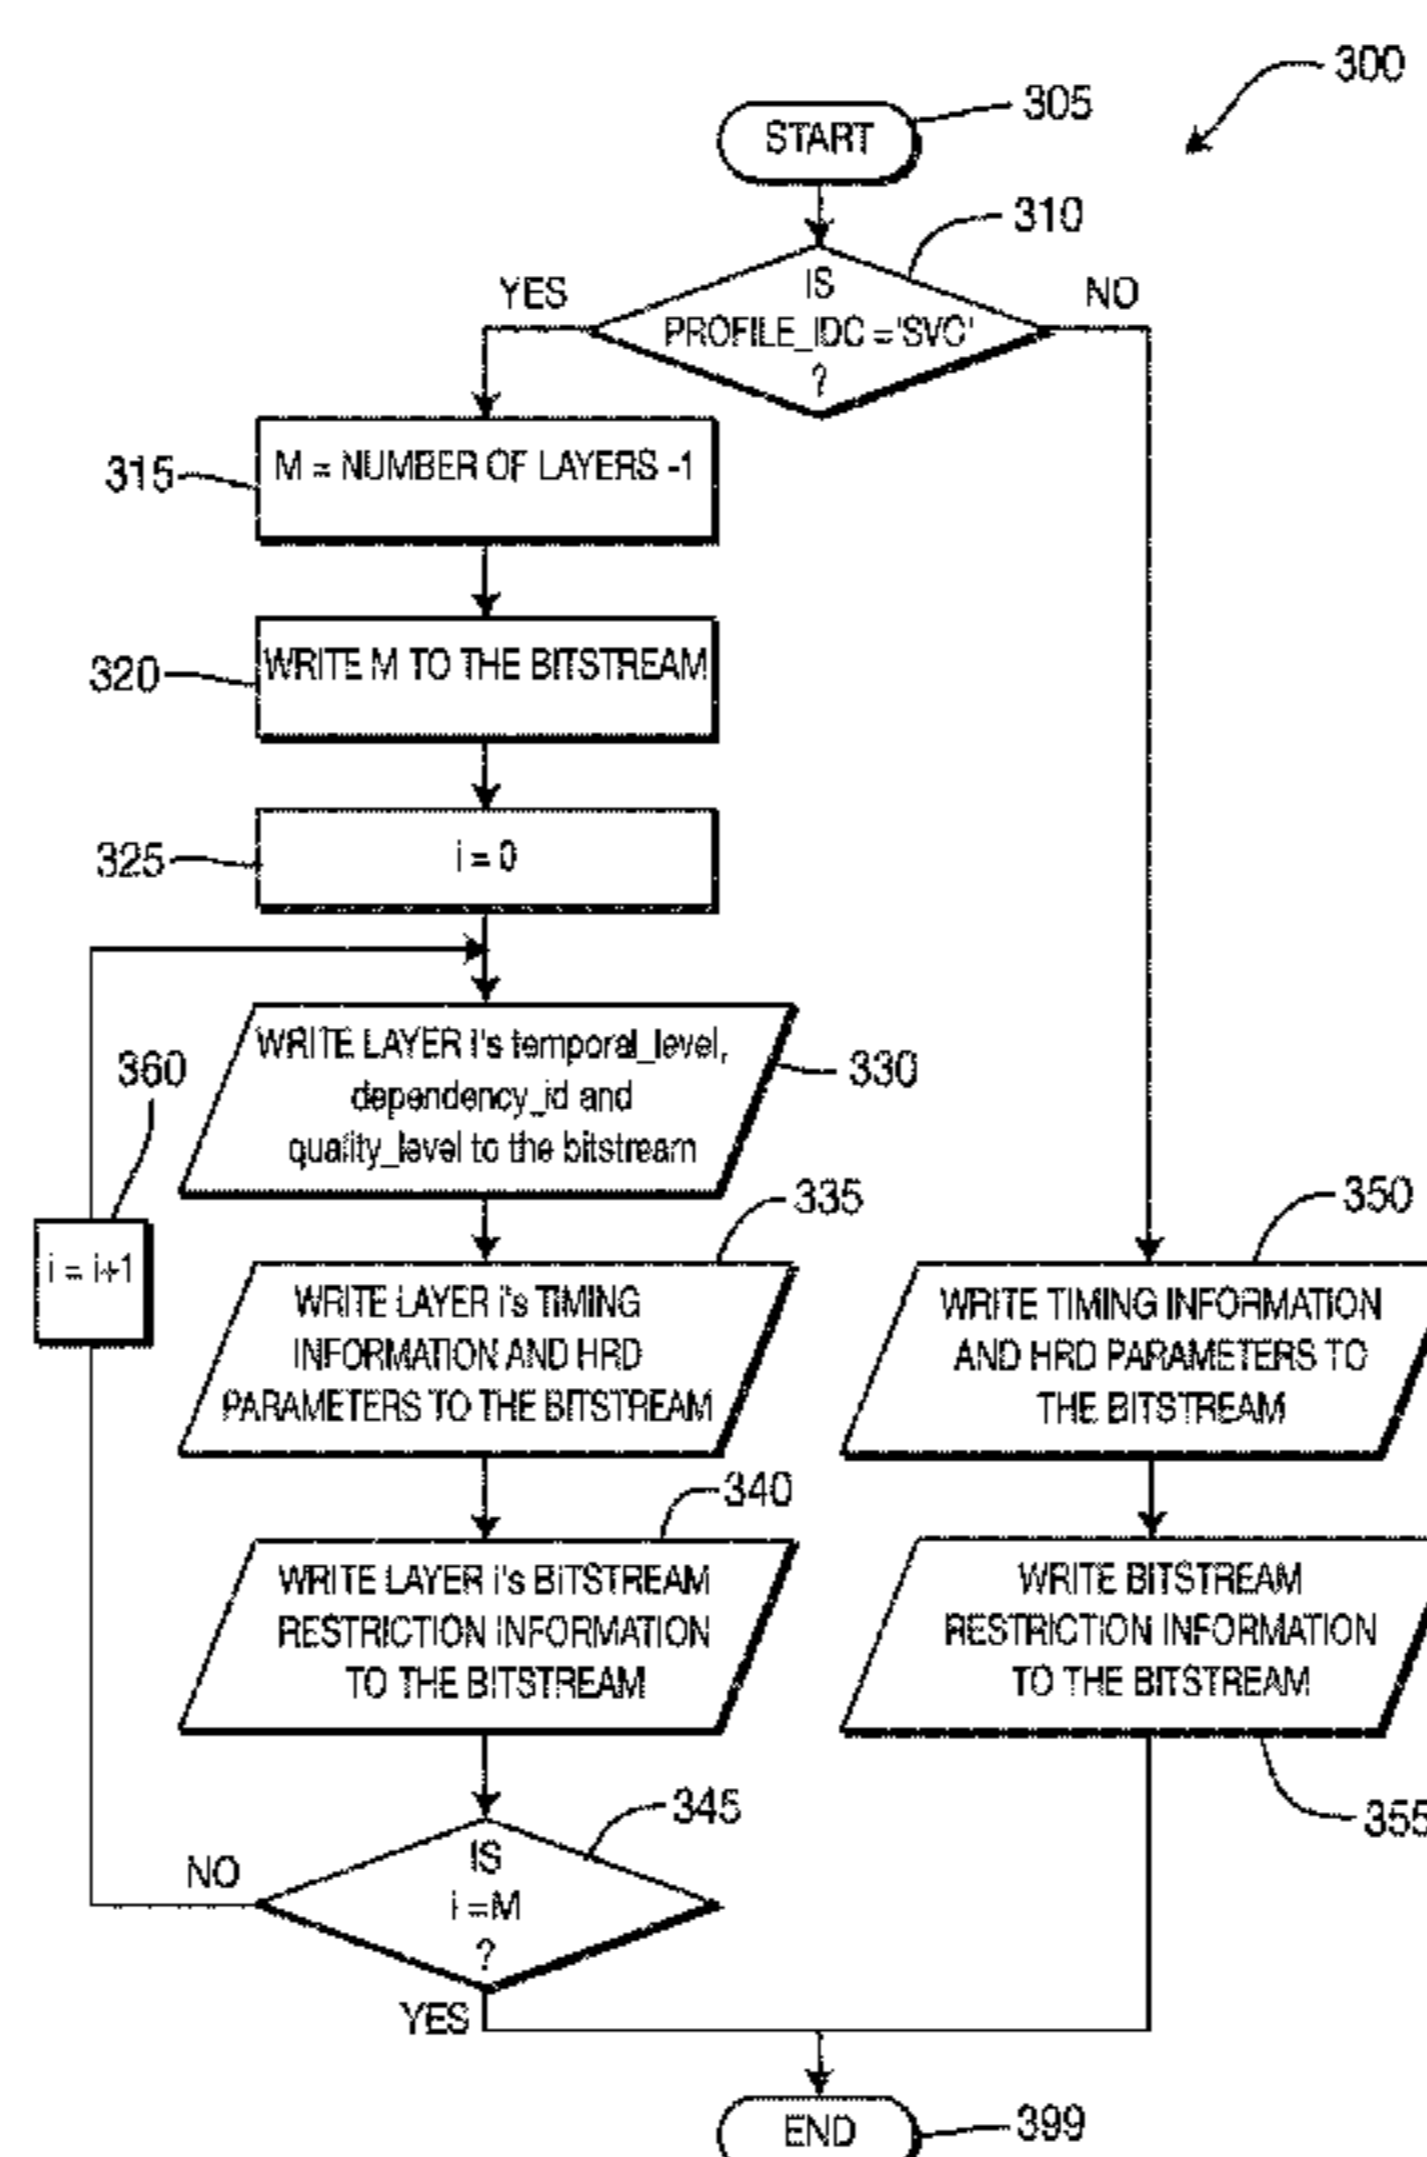 300
START
305
310
YES
IS
NO
PROFILE_IDC ='SVC'
?
315
M = NUMBER OF LAYERS -1
320
WRITE M TO THE BITSTREAM
325
i = 0
WRITE LAYER i's temporal_level,
dependency_id and
quality_level to the bitstream
330
360
335
350
i = i+1
WRITE LAYER i's TIMING
INFORMATION AND HRD
PARAMETERS TO THE BITSTREAM
WRITE TIMING INFORMATION
AND HRD PARAMETERS TO
THE BITSTREAM
340
WRITE LAYER i's BITSTREAM
RESTRICTION INFORMATION
TO THE BITSTREAM
WRITE BITSTREAM
RESTRICTION INFORMATION
TO THE BITSTREAM
345
355
NO
IS
i =M
?
YES
END
399